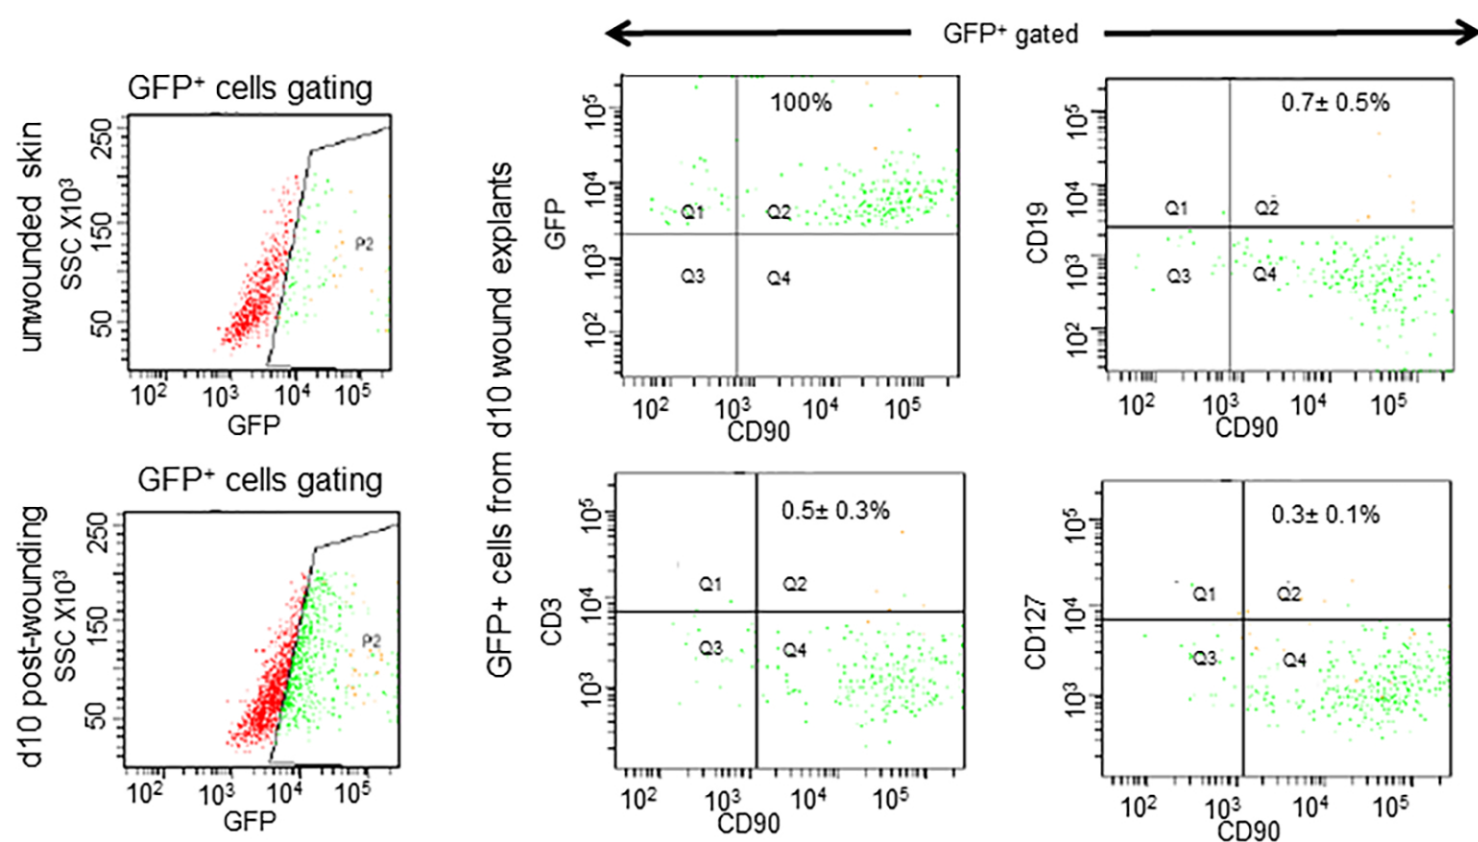 GFP+ gated
GFP+ cells gating
unwounded skin
SSC X10³
250
150
50
P2
10² 10³ 10⁴ 10⁵
GFP
GFP+ cells gating
d10 post-wounding
SSC X10³
250
150
50
P2
10² 10³ 10⁴ 10⁵
GFP
GFP+ cells from d10 wound explants
100%
GFP
10⁵
10⁴
10³
10²
Q1 Q2
Q3 Q4
10² 10³ 10⁴ 10⁵
CD90
0.7± 0.5%
CD19
10⁵
10⁴
10³
10²
Q1 Q2
Q3 Q4
10² 10³ 10⁴ 10⁵
CD90
0.5± 0.3%
CD3
10⁵
10⁴
10³
Q1 Q2
Q3 Q4
10² 10³ 10⁴ 10⁵
CD90
0.3± 0.1%
CD127
10⁵
10⁴
10³
Q1 Q2
Q3 Q4
10² 10³ 10⁴ 10⁵
CD90